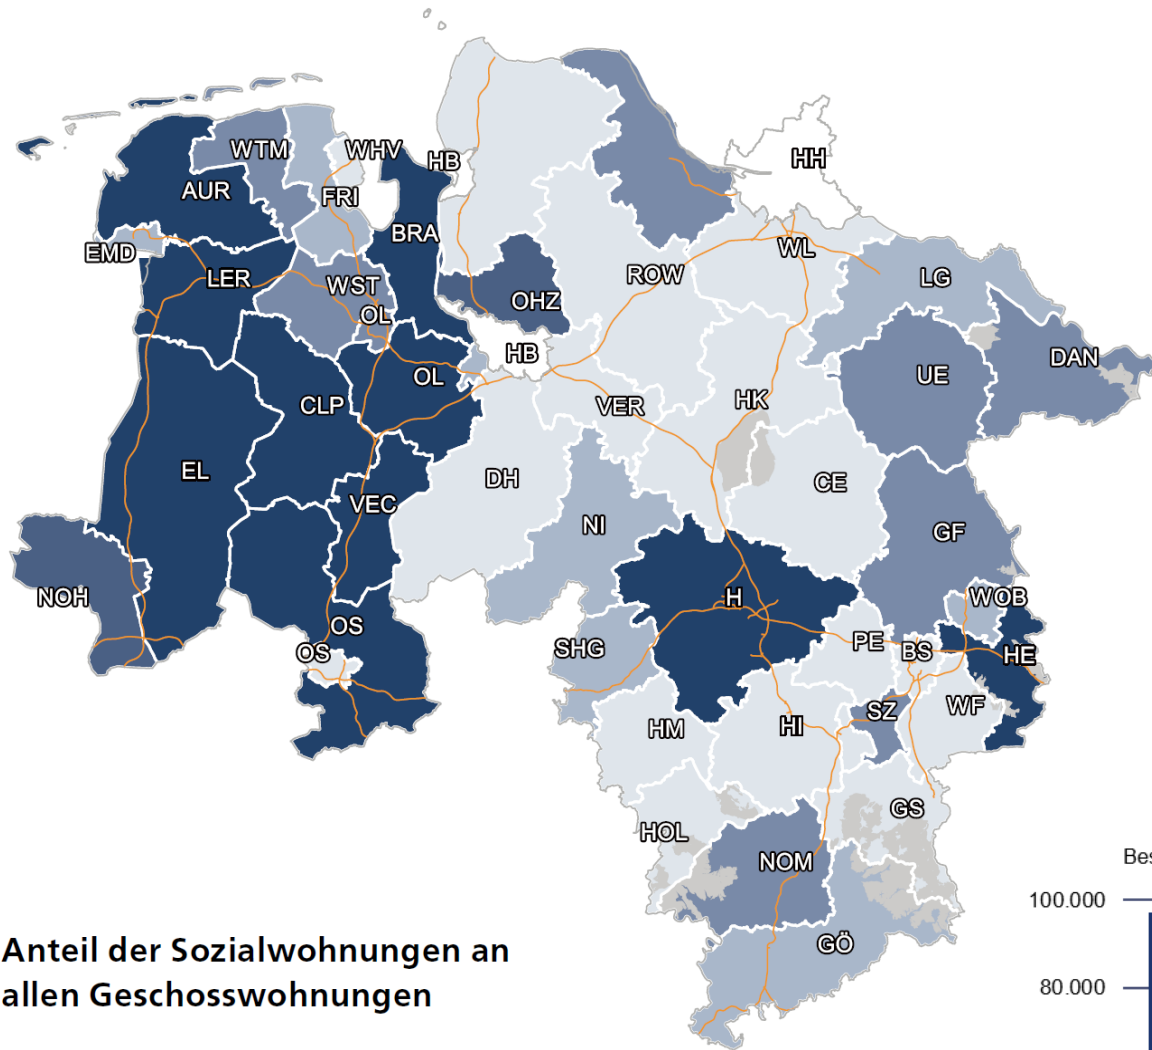 WTM
WHV
HB
HH
AUR
FRI
BRA
EMD
WL
LER
ROW
LG
WST
OHZ
OL
HB
DAN
OL
UE
CLP
VER
HK
EL
DH
CE
VEC
NI
GF
NOH
H
WOB
OS
PE
SHG
OS
BS
HE
SZ
WF
HM
HI
GS
HOL
NOM
Bes
100.000
GÖ
80.000
Anteil der Sozialwohnungen an
allen Geschosswohnungen